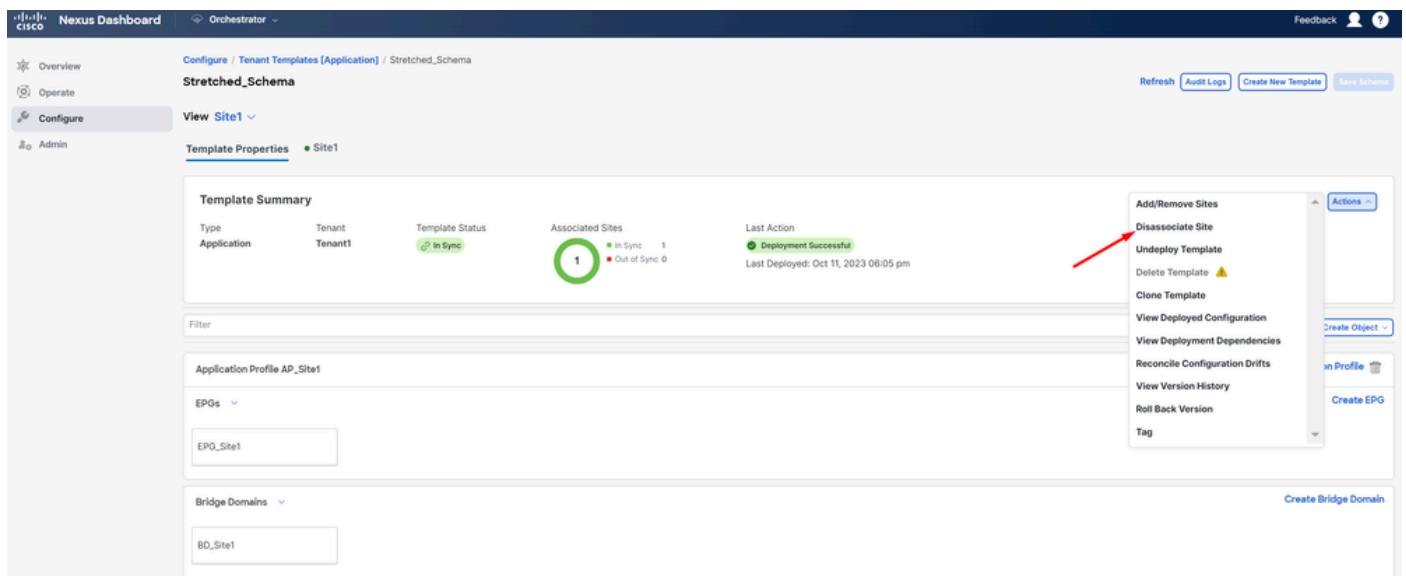 cisco Nexus Dashboard Orchestrator Feedback ?
Overview
Operate
Configure
Admin
Configure / Tenant Templates [Application] / Stretched_Schema
Stretched_Schema
Refresh Audit Logs Create New Template Save Schema
View Site1
Template Properties Site1
Template Summary
Actions
Type Tenant Template Status Associated Sites Last Action
Application Tenant1 In Sync 1 In Sync 1 Deployment Successful
Out of Sync 0 Last Deployed: Oct 11, 2023 06:05 pm
Add/Remove Sites
Disassociate Site
Undeploy Template
Delete Template
Clone Template
View Deployed Configuration
View Deployment Dependencies
Reconcile Configuration Drifts
View Version History
Roll Back Version
Tag
Filter Create Object
Application Profile AP_Site1 on Profile
EPGs Create EPG
EPG_Site1
Bridge Domains Create Bridge Domain
BD_Site1